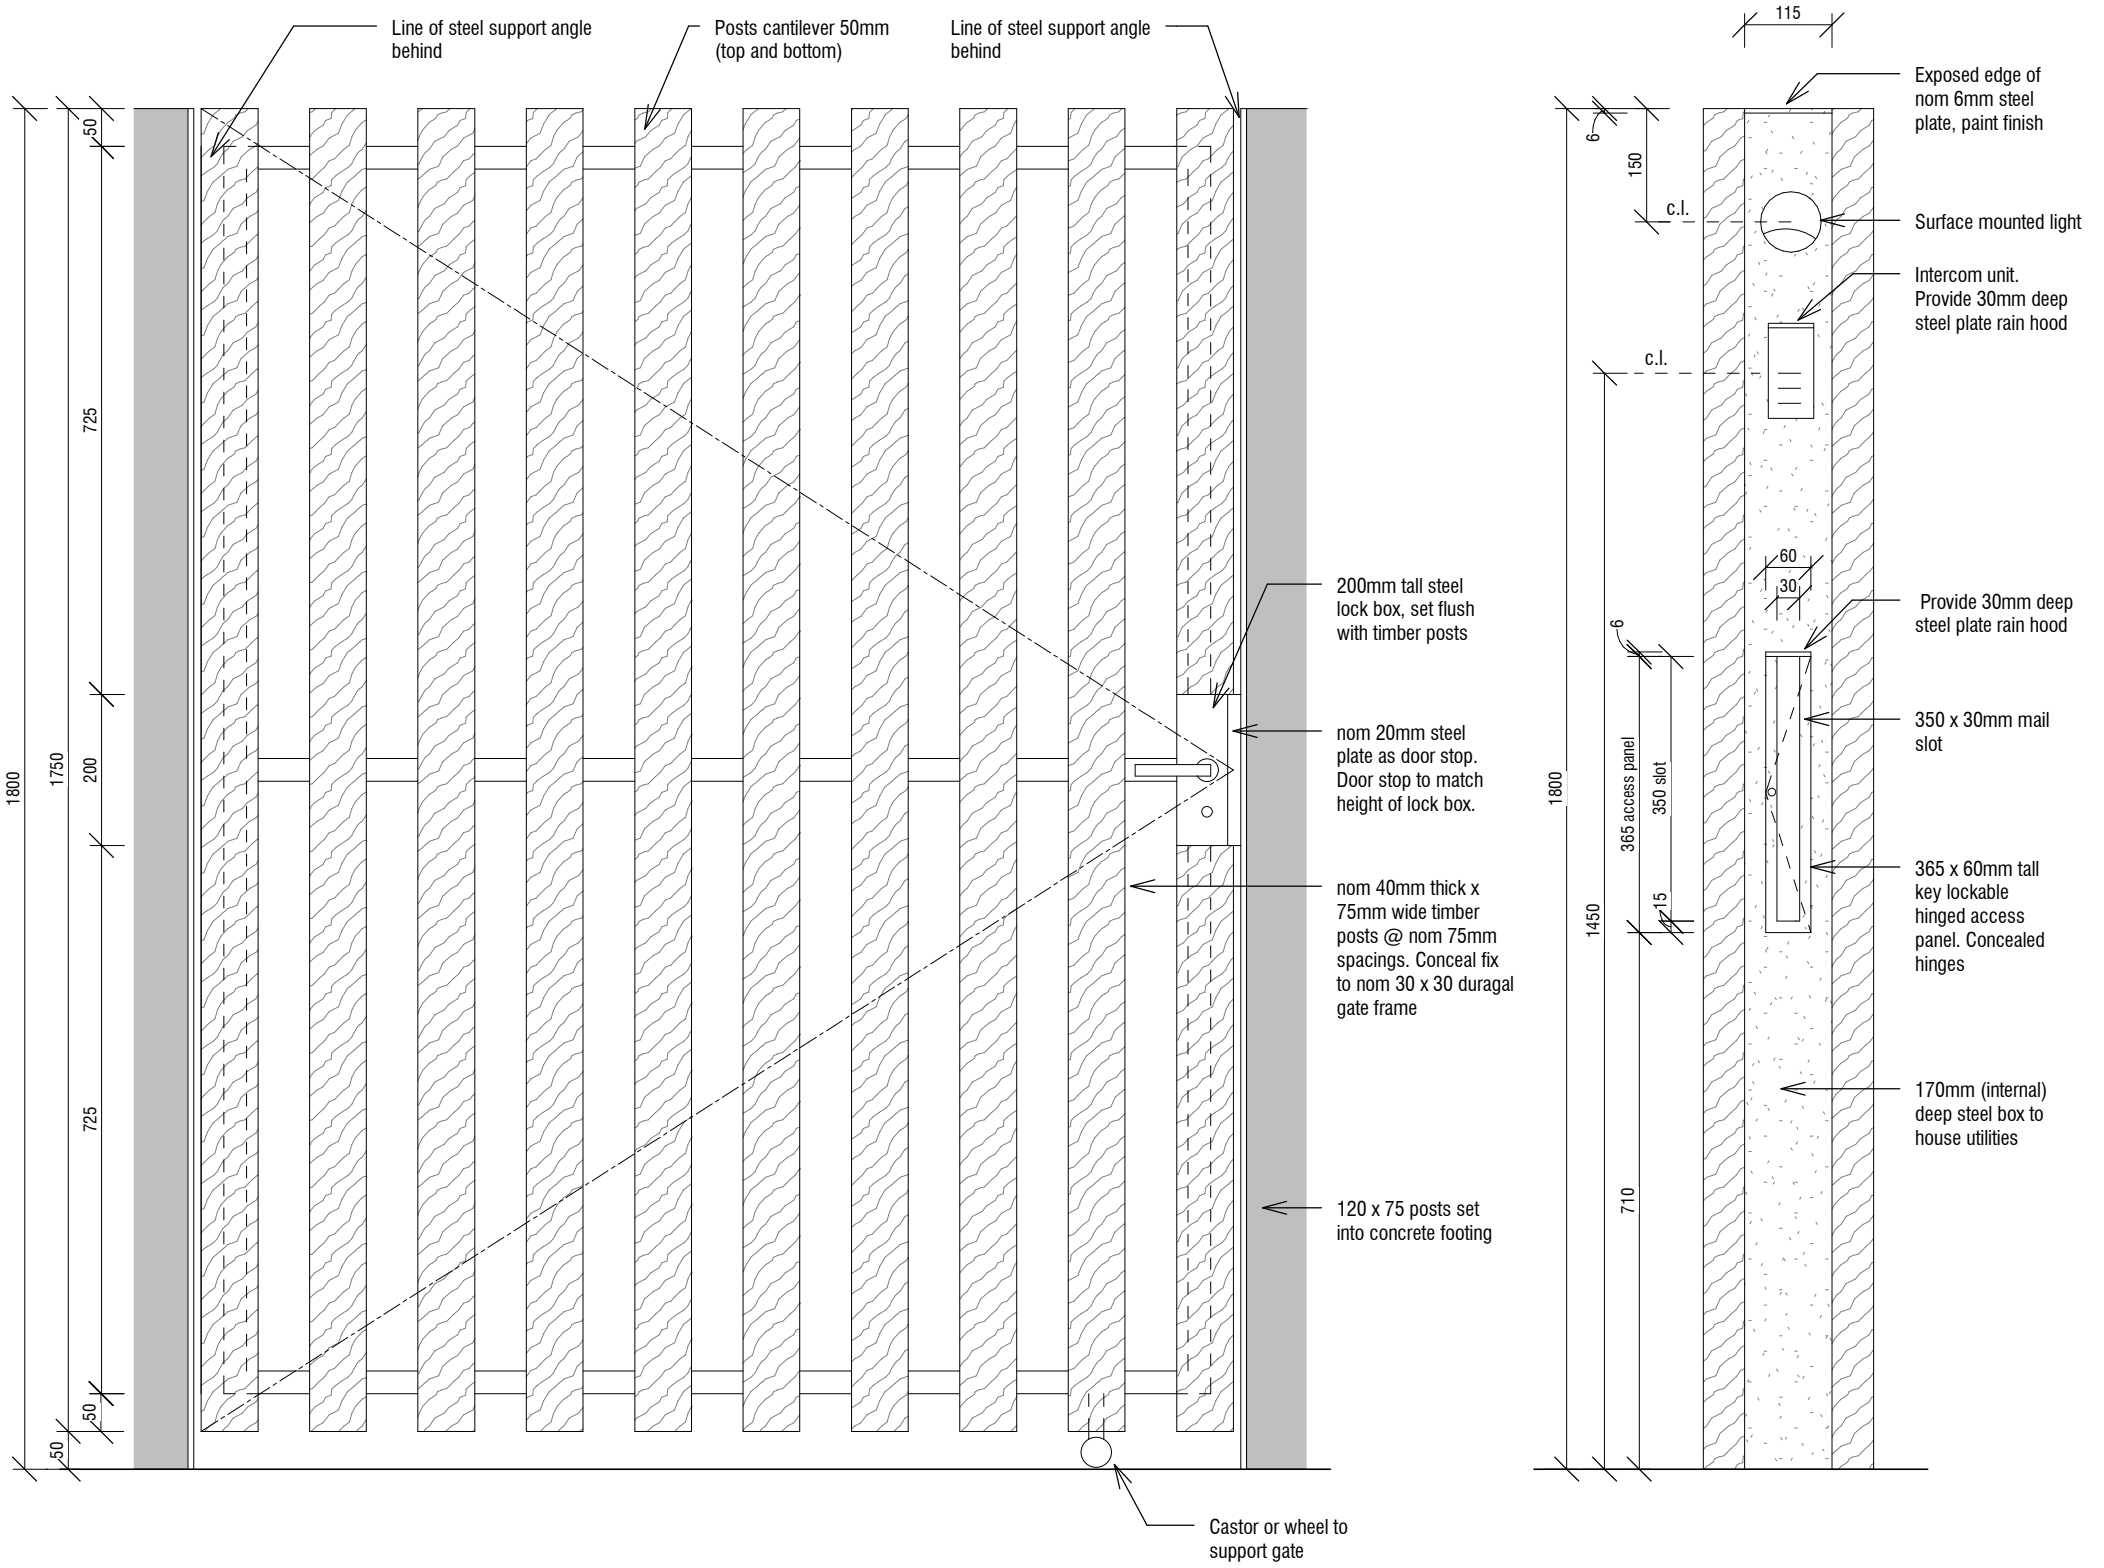 Line of steel support angle
behind
Posts cantilever 50mm
(top and bottom)
Line of steel support angle
behind
50
725
200
725
50
1750
50
1800
200mm tall steel
lock box, set flush
with timber posts
nom 20mm steel
plate as door stop.
Door stop to match
height of lock box.
nom 40mm thick x
75mm wide timber
posts @ nom 75mm
spacings. Conceal fix
to nom 30 x 30 duragal
gate frame
120 x 75 posts set
into concrete footing
Castor or wheel to
support gate
115
6
150
c.l.
c.l.
60
30
6
365 access panel
350 slot
15
1800
1450
710
Exposed edge of
nom 6mm steel
plate, paint finish
Surface mounted light
Intercom unit.
Provide 30mm deep
steel plate rain hood
Provide 30mm deep
steel plate rain hood
350 x 30mm mail
slot
365 x 60mm tall
key lockable
hinged access
panel. Concealed
hinges
170mm (internal)
deep steel box to
house utilities